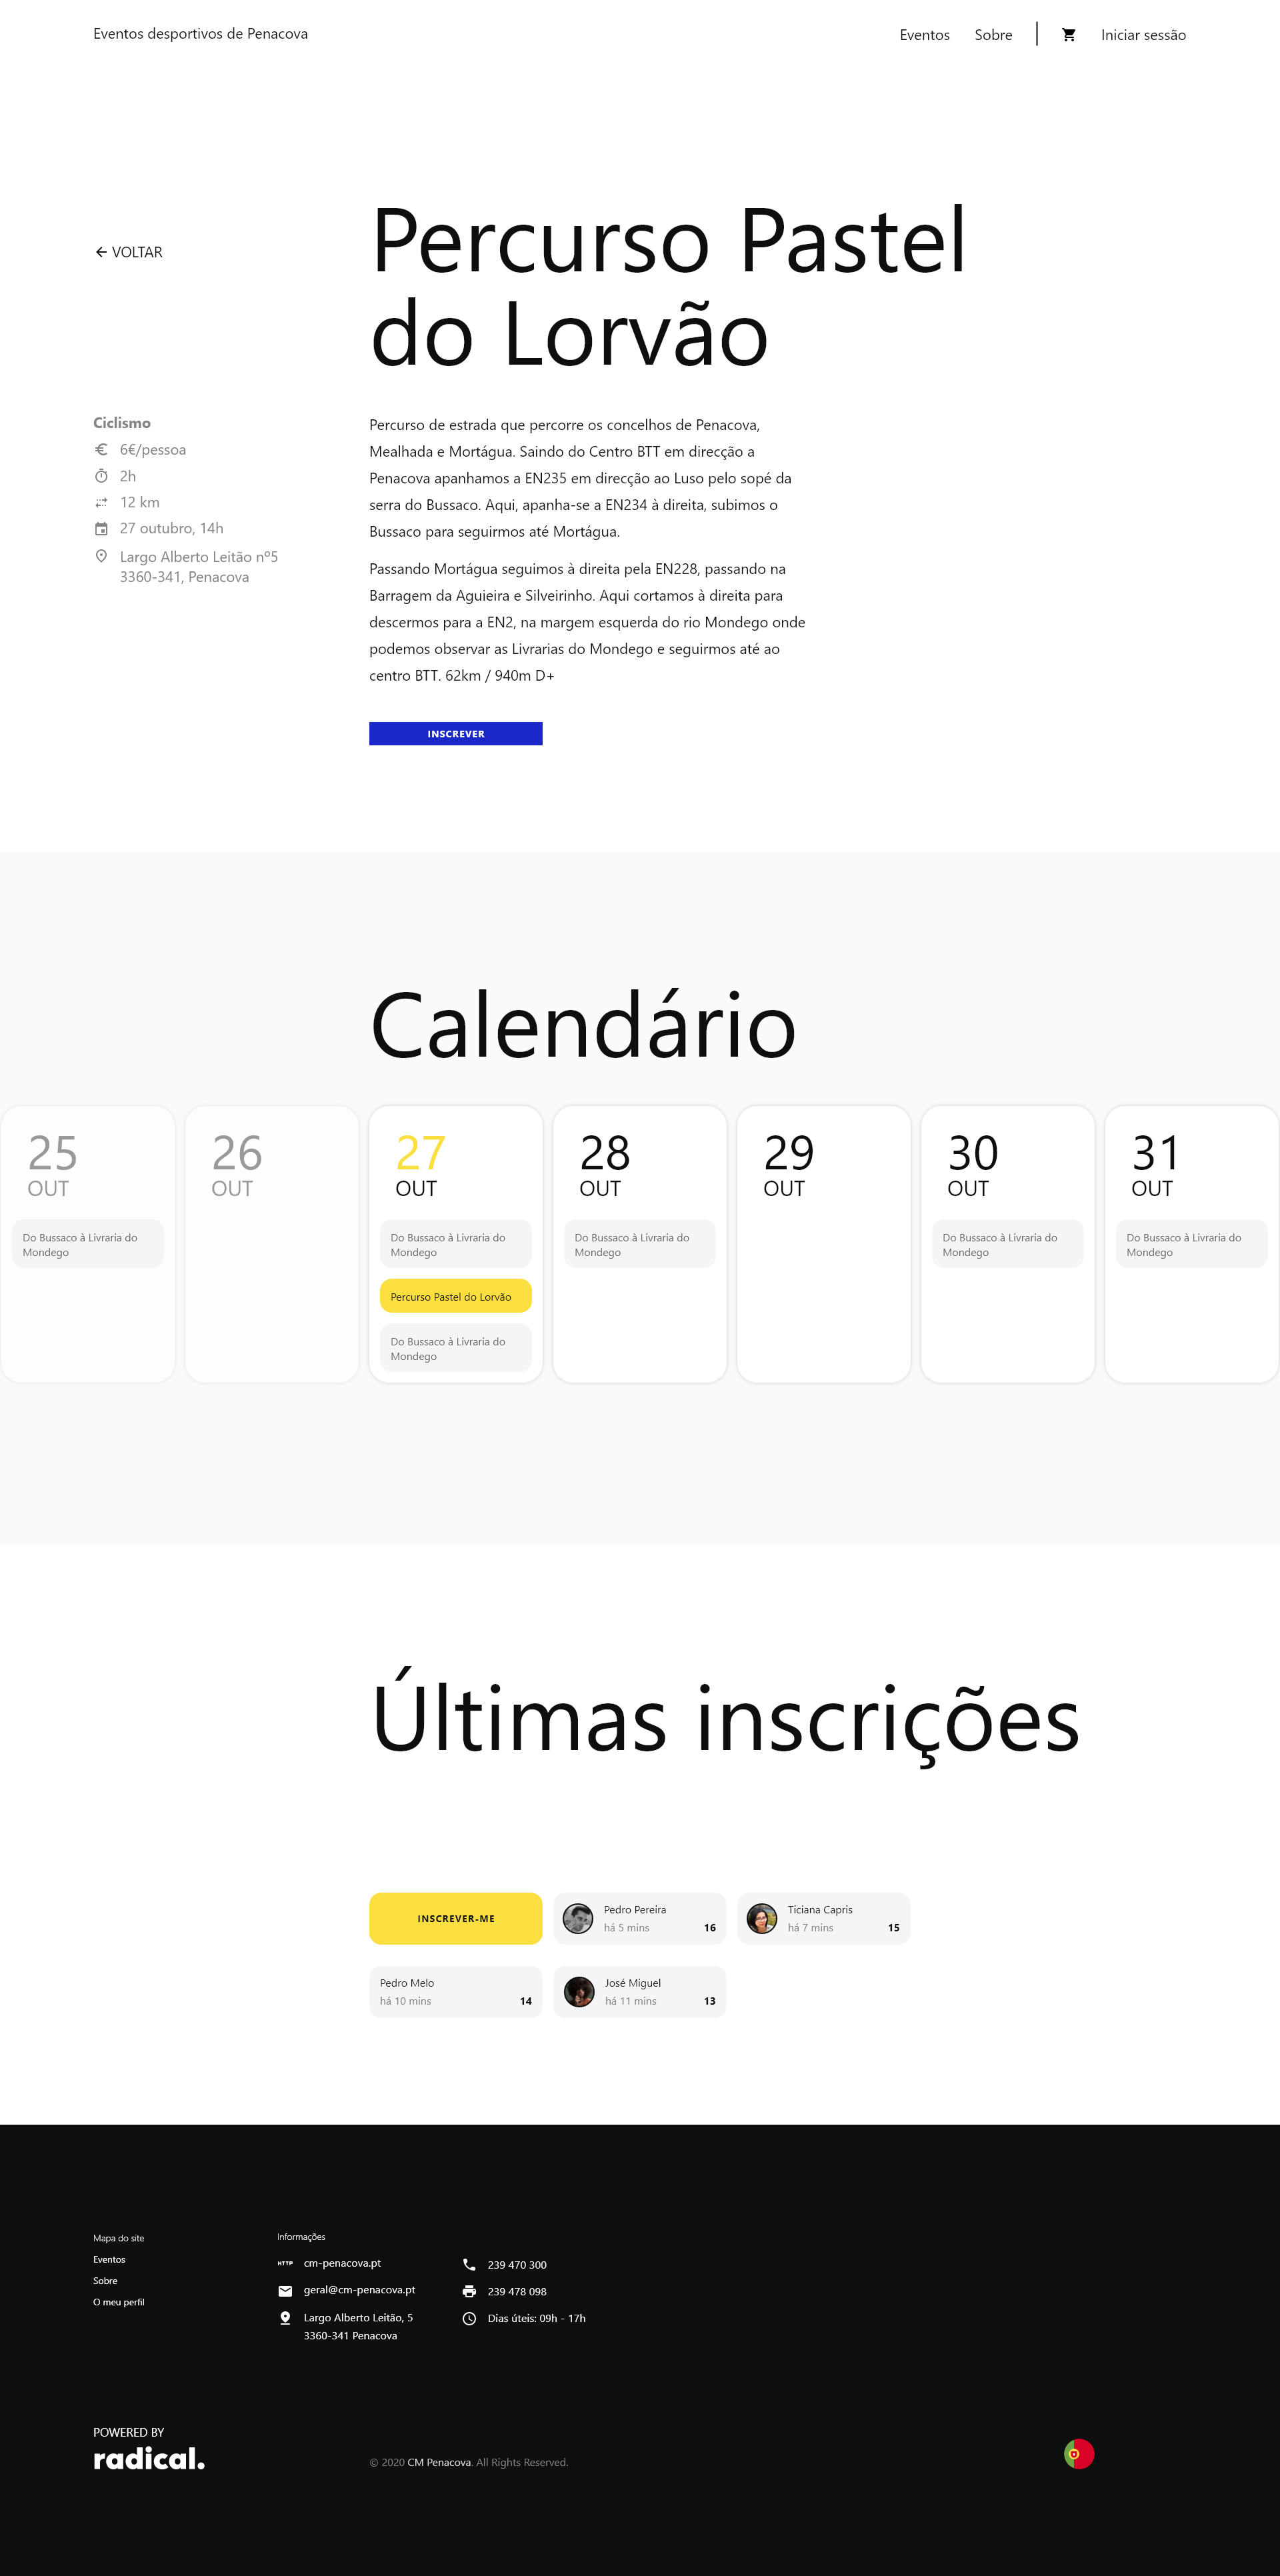 Eventos desportivos de Penacova
Eventos
Sobre
Iniciar sessão
VOLTAR
Percurso Pastel
do Lorvão
Ciclismo
6€/pessoa
2h
12 km
27 outubro, 14h
Largo Alberto Leitão nº5
3360-341, Penacova
Percurso de estrada que percorre os concelhos de Penacova,
Mealhada e Mortágua. Saindo do Centro BTT em direcção a
Penacova apanhamos a EN235 em direcção ao Luso pelo sopé da
serra do Bussaco. Aqui, apanha-se a EN234 à direita, subimos o
Bussaco para seguirmos até Mortágua.
Passando Mortágua seguimos à direita pela EN228, passando na
Barragem da Aguieira e Silveirinho. Aqui cortamos à direita para
descermos para a EN2, na margem esquerda do rio Mondego onde
podemos observar as Livrarias do Mondego e seguirmos até ao
centro BTT. 62km / 940m D+
INSCREVER
Calendário
25
OUT
Do Bussaco à Livraria do
Mondego
26
OUT
27
OUT
Do Bussaco à Livraria do
Mondego
Percurso Pastel do Lorvão
Do Bussaco à Livraria do
Mondego
28
OUT
Do Bussaco à Livraria do
Mondego
29
OUT
30
OUT
Do Bussaco à Livraria do
Mondego
31
OUT
Do Bussaco à Livraria do
Mondego
Últimas inscrições
INSCREVER-ME
Pedro Pereira
há 5 mins
16
Ticiana Capris
há 7 mins
15
Pedro Melo
há 10 mins
14
José Miguel
há 11 mins
13
Mapa do site
Eventos
Sobre
O meu perfil
Informações
HTTP
cm-penacova.pt
geral@cm-penacova.pt
Largo Alberto Leitão, 5
3360-341 Penacova
239 470 300
239 478 098
Dias úteis: 09h - 17h
POWERED BY
radical.
© 2020 CM Penacova. All Rights Reserved.